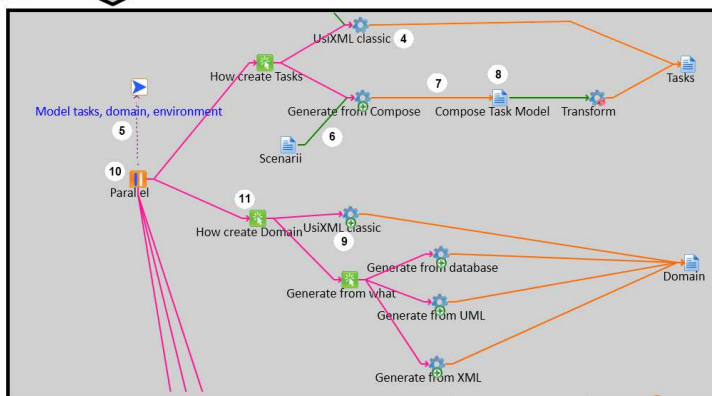 UsiXML classic 4
How create Tasks
Tasks
7
8
Model tasks, domain, environment
Generate from Compose
Compose Task Model
Transform
5
6
Scenarii
10
Parallel
11
How create Domain
UsiXML classic
9
Generate from database
Domain
Generate from what
Generate from UML
Generate from XML